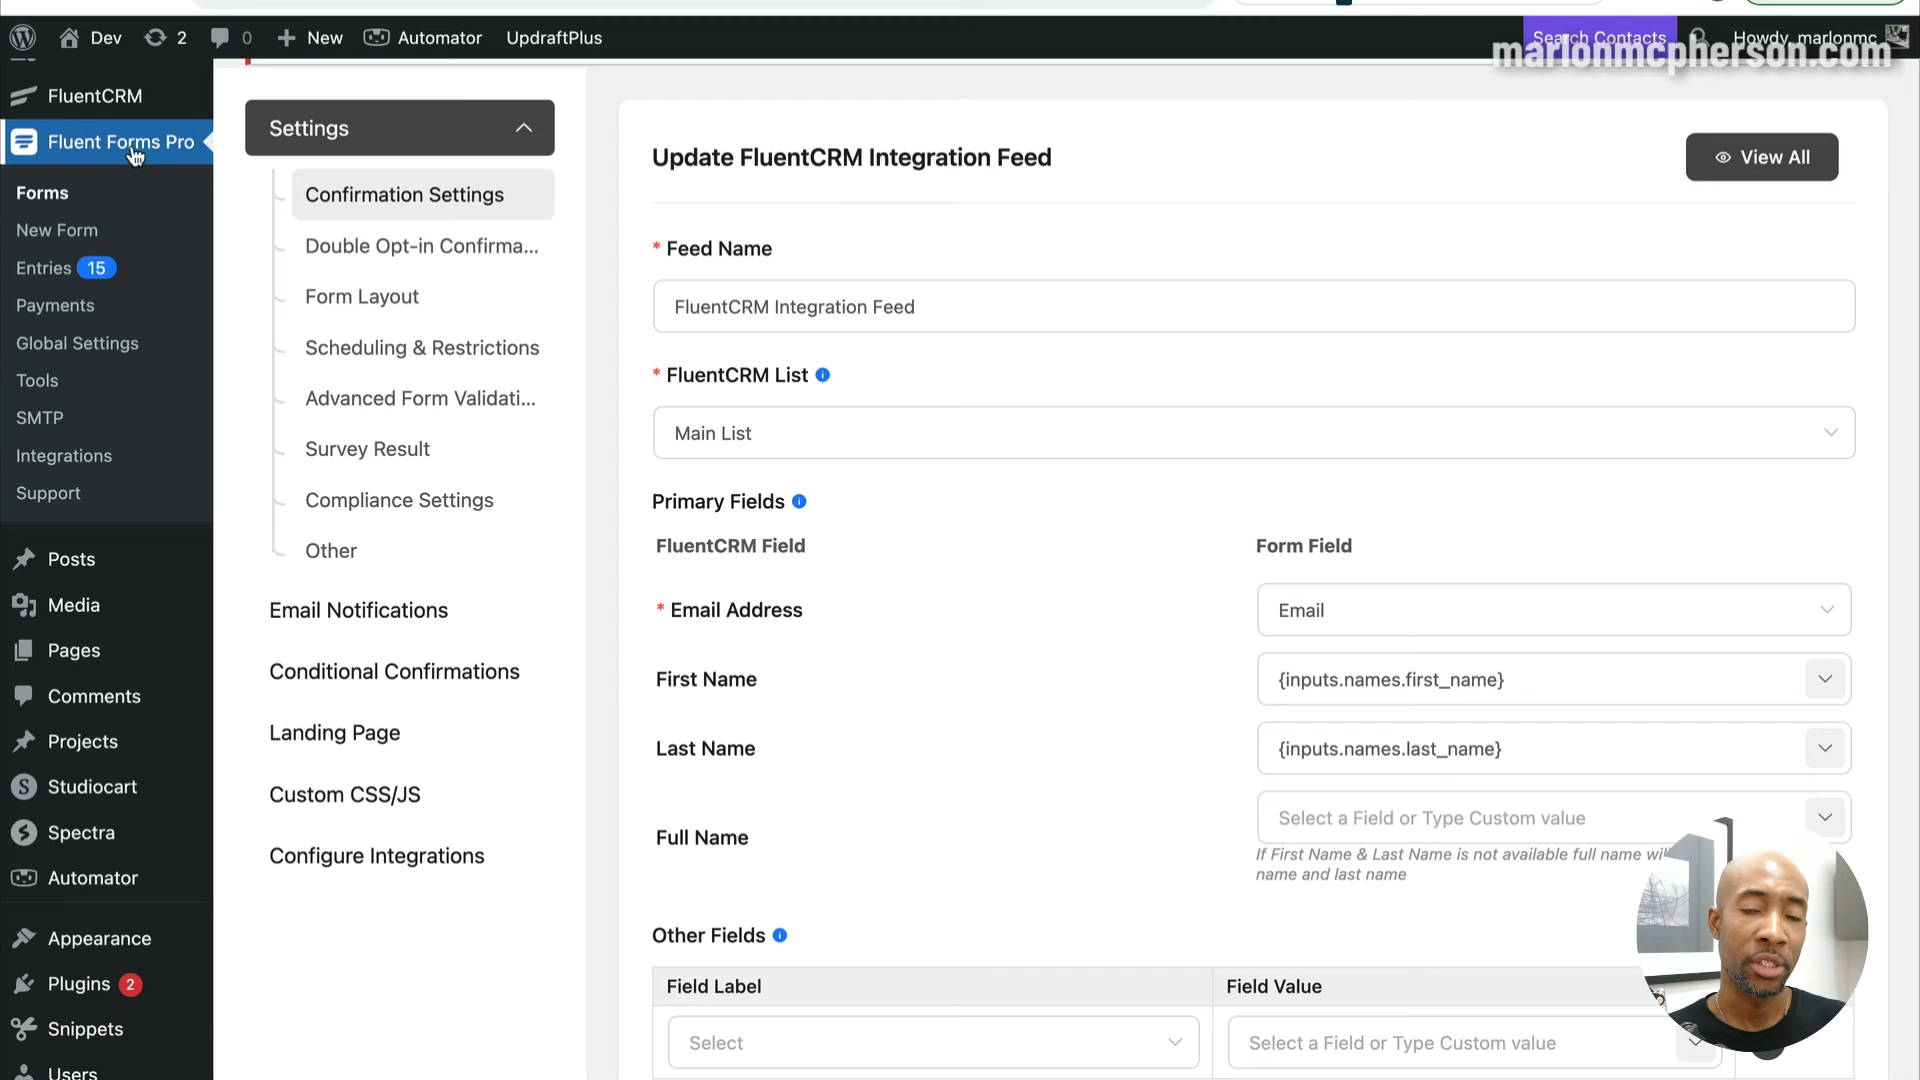 Dev
2
0
New
Automator
UpdraftPlus
Search Contacts
Howdy, marlonmc
marlonmcpherson.com
FluentCRM
Fluent Forms Pro
Forms
New Form
Entries 15
Payments
Global Settings
Tools
SMTP
Integrations
Support
Posts
Media
Pages
Comments
Projects
Studiocart
Spectra
Automator
Appearance
Plugins 2
Snippets
Users
Settings
Confirmation Settings
Double Opt-in Confirma...
Form Layout
Scheduling & Restrictions
Advanced Form Validati...
Survey Result
Compliance Settings
Other
Email Notifications
Conditional Confirmations
Landing Page
Custom CSS/JS
Configure Integrations
Update FluentCRM Integration Feed
View All
* Feed Name
FluentCRM Integration Feed
* FluentCRM List
Main List
Primary Fields
FluentCRM Field
Form Field
* Email Address
Email
First Name
{inputs.names.first_name}
Last Name
{inputs.names.last_name}
Full Name
Select a Field or Type Custom value
If First Name & Last Name is not available full name
name and last name
Other Fields
Field Label
Field Value
Select
Select a Field or Type Custom value